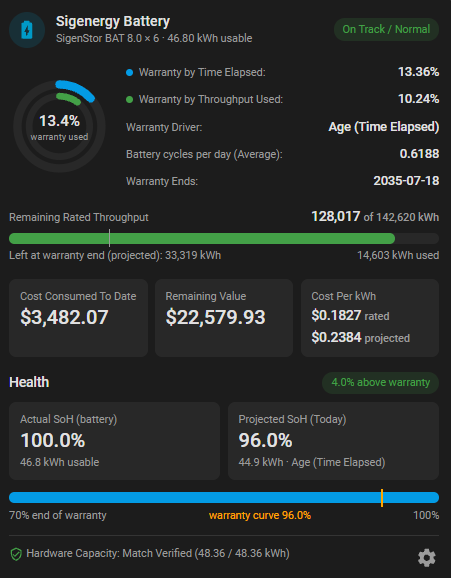 Sigenergy Battery
SigenStor BAT 8.0 × 6 · 46.80 kWh usable
On Track / Normal
13.4%
warranty used
Warranty by Time Elapsed: 13.36%
Warranty by Throughput Used: 10.24%
Warranty Driver: Age (Time Elapsed)
Battery cycles per day (Average): 0.6188
Warranty Ends: 2035-07-18
Remaining Rated Throughput 128,017 of 142,620 kWh
Left at warranty end (projected): 33,319 kWh 14,603 kWh used
Cost Consumed To Date
$3,482.07
Remaining Value
$22,579.93
Cost Per kWh
$0.1827 rated
$0.2384 projected
Health 4.0% above warranty
Actual SoH (battery)
100.0%
46.8 kWh usable
Projected SoH (Today)
96.0%
44.9 kWh · Age (Time Elapsed)
70% end of warranty warranty curve 96.0% 100%
Hardware Capacity: Match Verified (48.36 / 48.36 kWh)